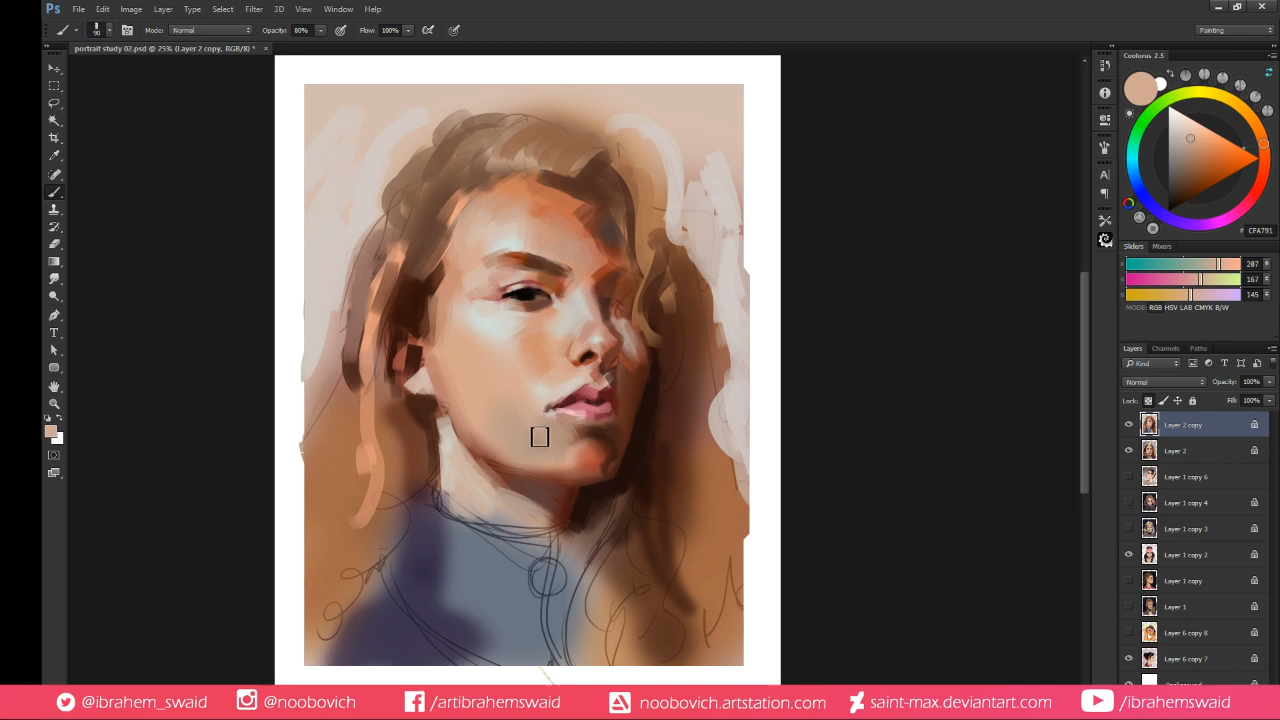 Ps File Edit Image Layer Type Select Filter 3D View Window Help
90 Mode: Normal Opacity: 80% Flow: 100% Painting
portrait study 02.psd @ 25% (Layer 2 copy, RGB/8) * ×
Coolorus 2.5
# CFA791
Sliders Mixers
R 207
G 167
B 145
MODE: RGB HSV LAB CMYK B/W
Layers Channels Paths
Kind
Normal Opacity: 100%
Lock: Fill: 100%
Layer 2 copy
Layer 2
Layer 1 copy 6
Layer 1 copy 4
Layer 1 copy 3
Layer 1 copy 2
Layer 1 copy
Layer 1
Layer 6 copy 8
Layer 6 copy 7
Background
@ibrahem_swaid @noobovich /artibrahemswaid noobovich.artstation.com saint-max.deviantart.com /ibrahemswaid